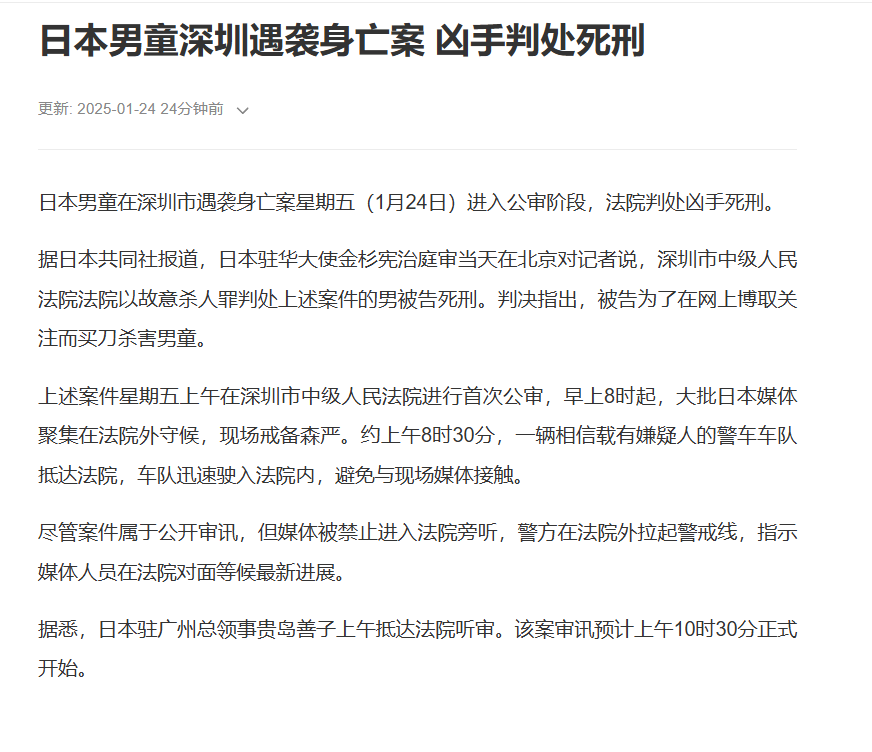 日本男童深圳遇袭身亡案 凶手判处死刑
更新: 2025-01-24 24分钟前
日本男童在深圳市遇袭身亡案星期五（1月24日）进入公审阶段，法院判处凶手死刑。
据日本共同社报道，日本驻华大使金杉宪治庭审当天在北京对记者说，深圳市中级人民
法院法院以故意杀人罪判处上述案件的男被告死刑。判决指出，被告为了在网上博取关
注而买刀杀害男童。
上述案件星期五上午在深圳市中级人民法院进行首次公审，早上8时起，大批日本媒体
聚集在法院外守候，现场戒备森严。约上午8时30分，一辆相信载有嫌疑人的警车车队
抵达法院，车队迅速驶入法院内，避免与现场媒体接触。
尽管案件属于公开审讯，但媒体被禁止进入法院旁听，警方在法院外拉起警戒线，指示
媒体人员在法院对面等候最新进展。
据悉，日本驻广州总领事贵岛善子上午抵达法院听审。该案审讯预计上午10时30分正式
开始。